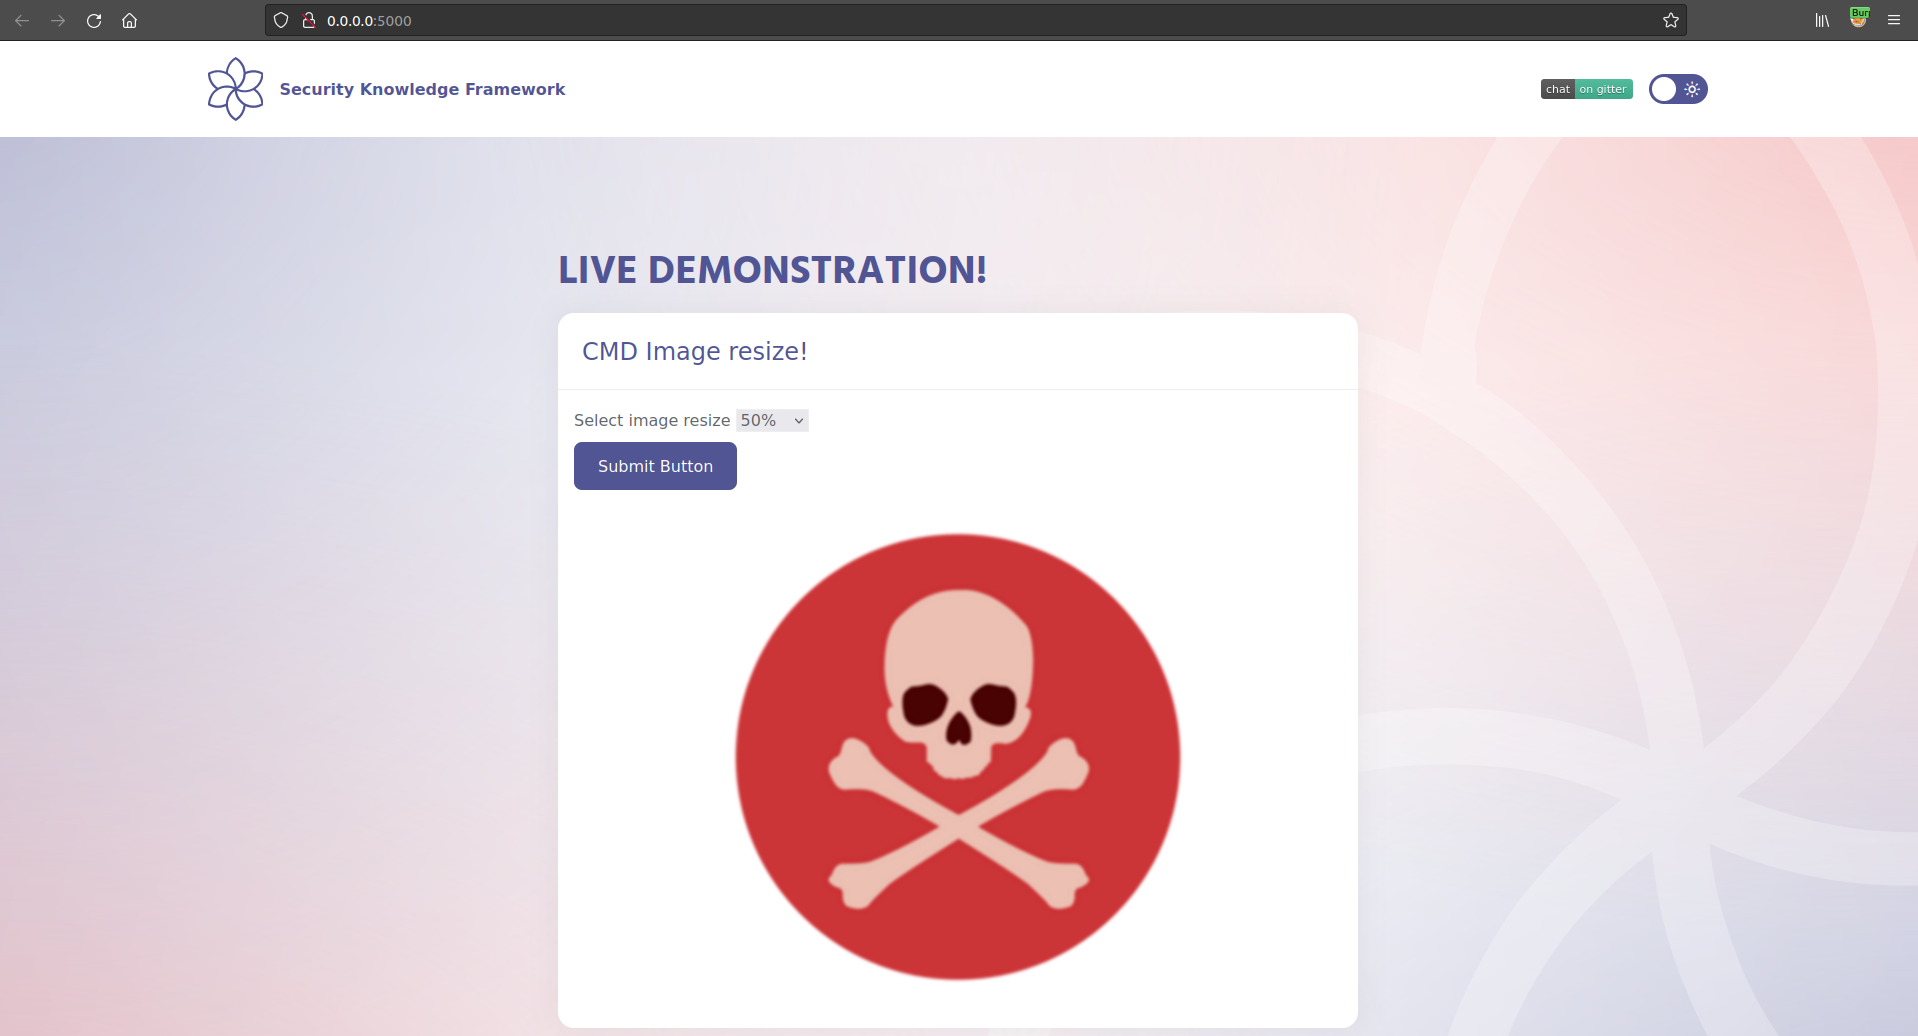 0.0.0.0:5000
Bur
Security Knowledge Framework
chat on gitter
LIVE DEMONSTRATION!
CMD Image resize!
Select image resize 50%
Submit Button